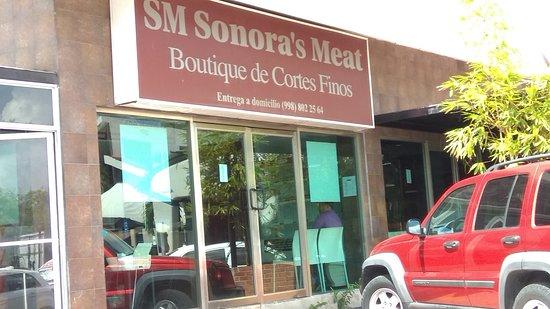 SM Sonora's Meat
Boutique de Cortes Finos
Entrega a domicilio (998) 802 25 64